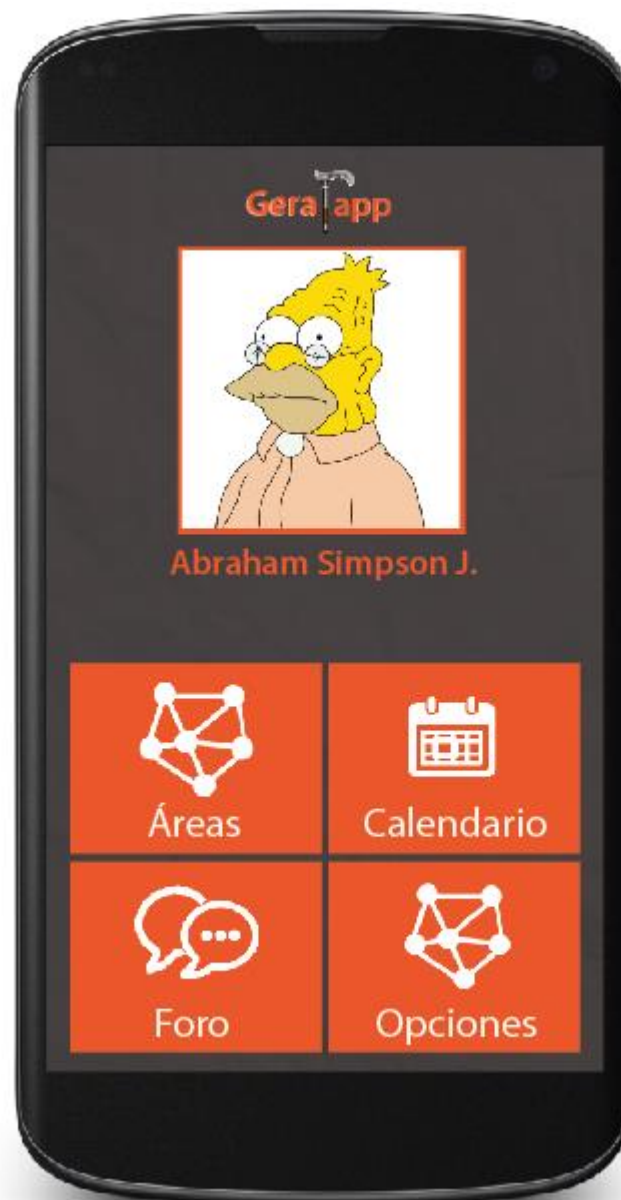 Gera app
Abraham Simpson J.
Áreas
Calendario
Foro
Opciones